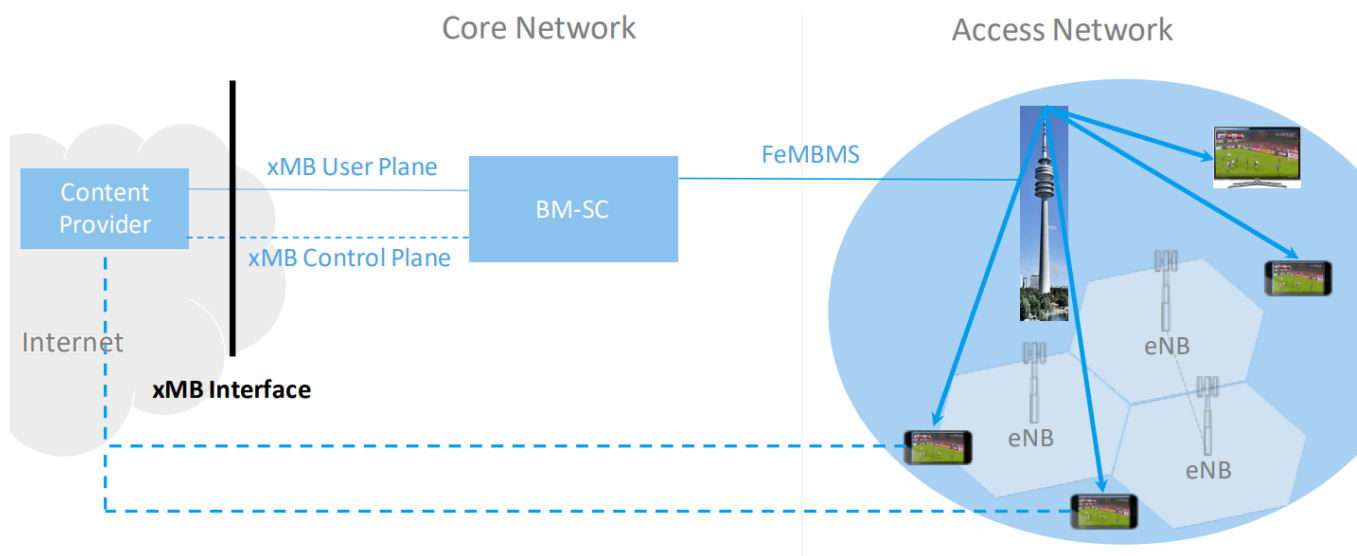 Core Network
Access Network
xMB User Plane
FeMBMS
Content
Provider
BM-SC
xMB Control Plane
Internet
xMB Interface
eNB
eNB
eNB